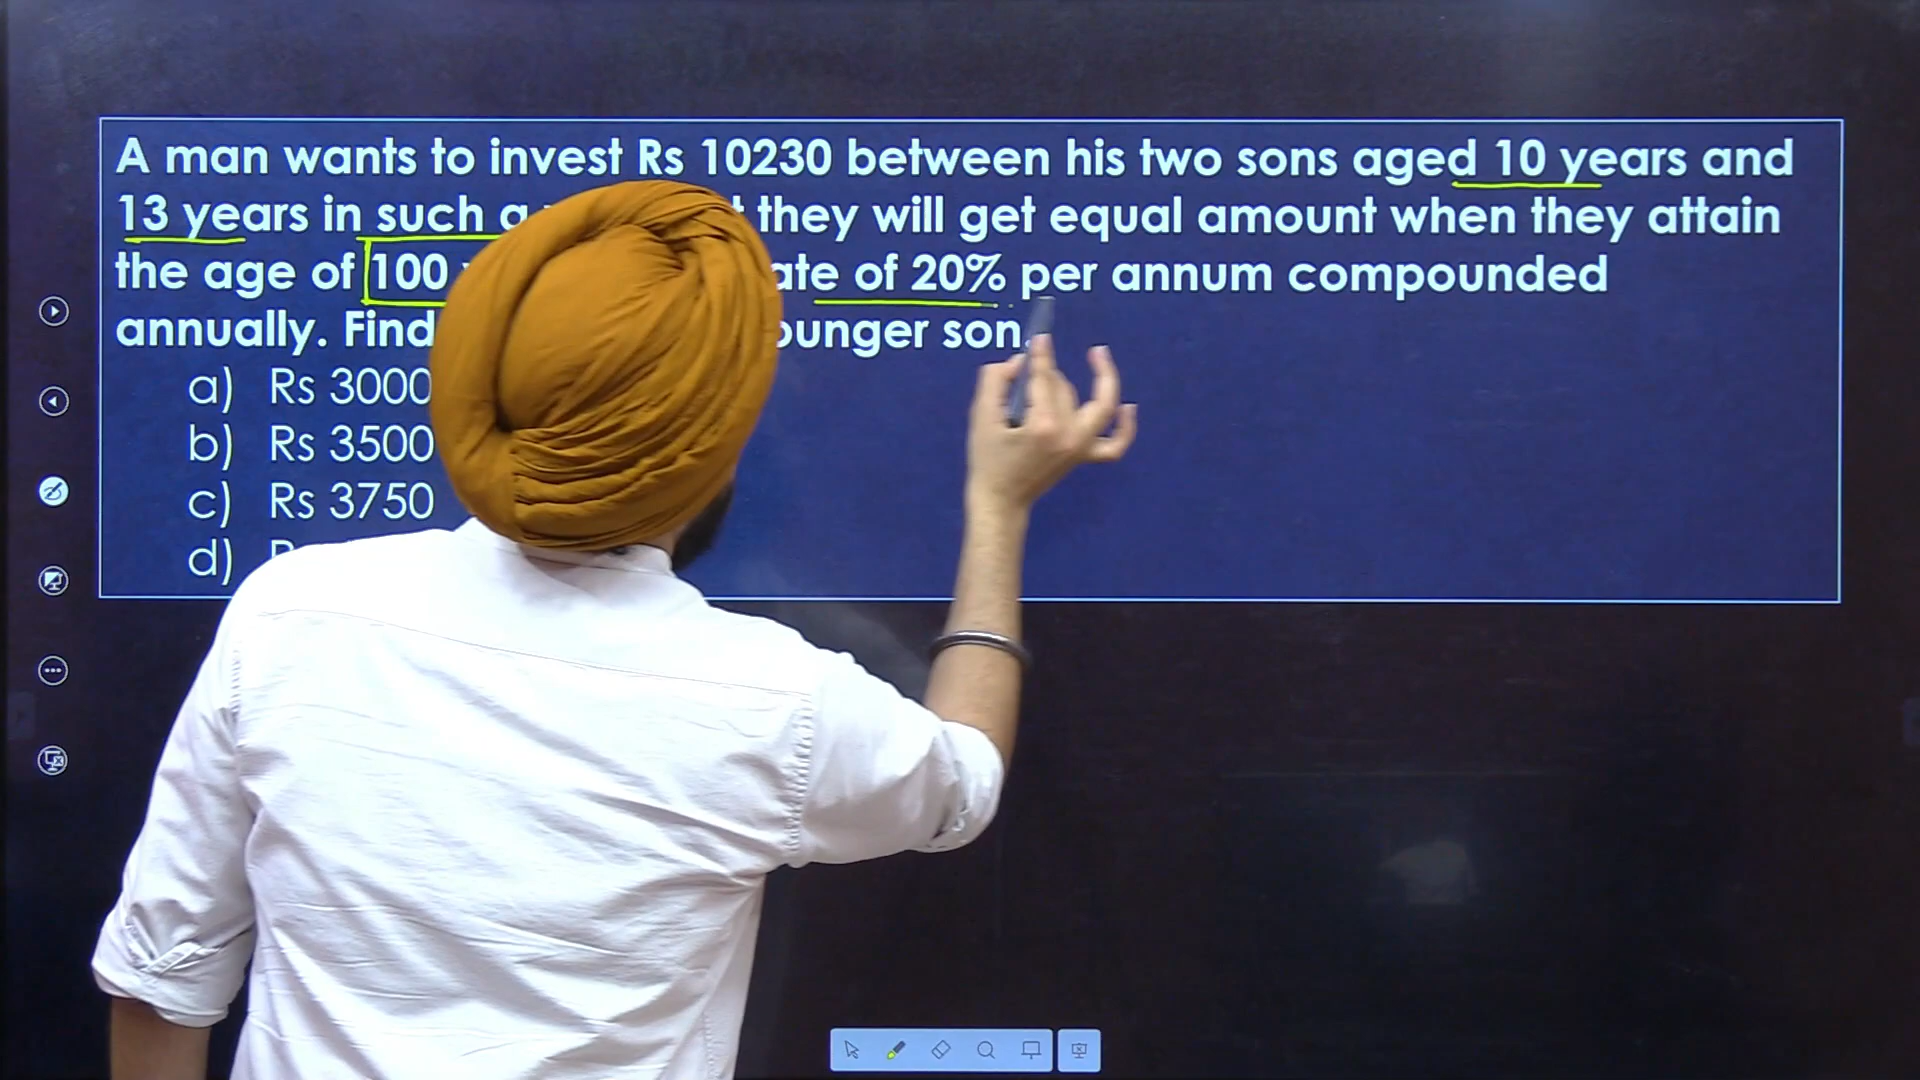 A man wants to invest Rs 10230 between his two sons aged 10 years and
13 years in such a they will get equal amount when they attain
the age of 100 of 20% per annum compounded
annually. Find son.
a) Rs 3000
b) Rs 3500
c) Rs 3750
d)